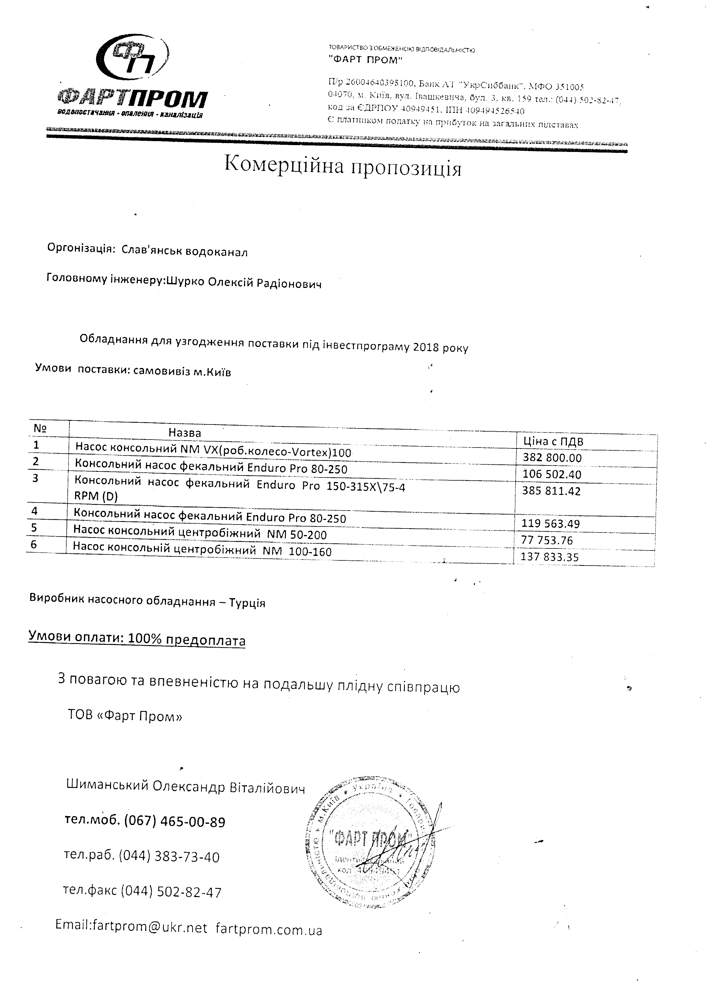 ФП
ФАРТПРОМ
водопостачання - опалення - каналізація
ТОВАРИСТВО З ОБМЕЖЕНОЮ ВІДПОВІДАЛЬНІСТЮ
"ФАРТ ПРОМ"
П/р 26004640398100, Банк АТ "УкрСиббанк", МФО 351005
04070, м. Київ, вул. Івашкевича, буд. 3, кв. 159 тел.: (044) 502-82-47,
код за ЄДРПОУ 40949451, ІПН 409494526540
Є платником податку на прибуток на загальних підставах
Комерційна пропозиція
Оргонізація: Слав'янськ водоканал
Головному інженеру:Шурко Олексій Радіонович
Обладнання для узгодження поставки під інвестпрограму 2018 року
Умови поставки: самовивіз м.Київ
№ Назва Ціна с ПДВ
1 Насос консольний NM VX(роб.колесо-Vortex)100 382 800.00
2 Консольний насос фекальний Enduro Pro 80-250 106 502.40
3 Консольний насос фекальний Enduro Pro 150-315X\75-4 385 811.42
RPM (D)
4 Консольний насос фекальний Enduro Pro 80-250 119 563.49
5 Насос консольний центробіжний NM 50-200 77 753.76
6 Насос консольній центробіжний NM 100-160 137 833.35
Виробник насосного обладнання – Турція
Умови оплати: 100% предоплата
З повагою та впевненістю на подальшу плідну співпрацю
ТОВ «Фарт Пром»
Шиманський Олександр Віталійович
тел.моб. (067) 465-00-89
тел.раб. (044) 383-73-40
тел.факс (044) 502-82-47
Email:fartprom@ukr.net fartprom.com.ua
м.Київ * Україна *
"ФАРТ ПРОМ"
код 40949451